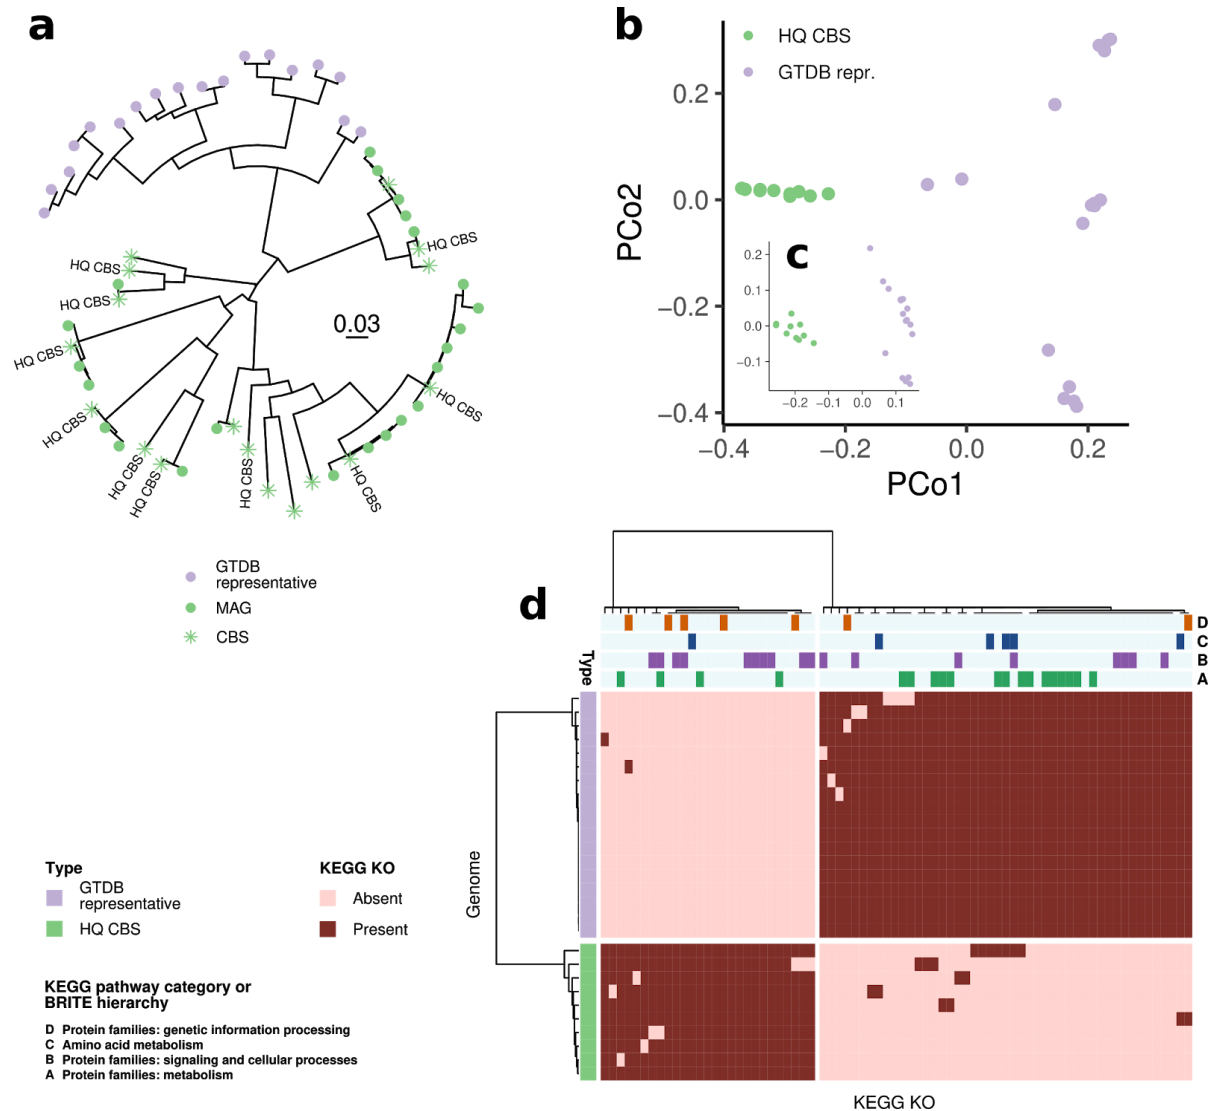 a
HQ CBS
HQ CBS
HQ CBS
HQ CBS
HQ CBS
HQ CBS
HQ CBS
HQ CBS
HQ CBS
HQ CBS
0.03
GTDB
representative
MAG
CBS
b
HQ CBS
GTDB repr.
PCo2
0.2
0.0
−0.2
−0.4
−0.4
−0.2
0.0
0.2
PCo1
c
0.2
0.1
0.0
−0.1
−0.2
−0.1
0.0
0.1
d
D
C
B
A
Type
Genome
KEGG KO
Type
GTDB
representative
HQ CBS
KEGG KO
Absent
Present
KEGG pathway category or
BRITE hierarchy
D Protein families: genetic information processing
C Amino acid metabolism
B Protein families: signaling and cellular processes
A Protein families: metabolism